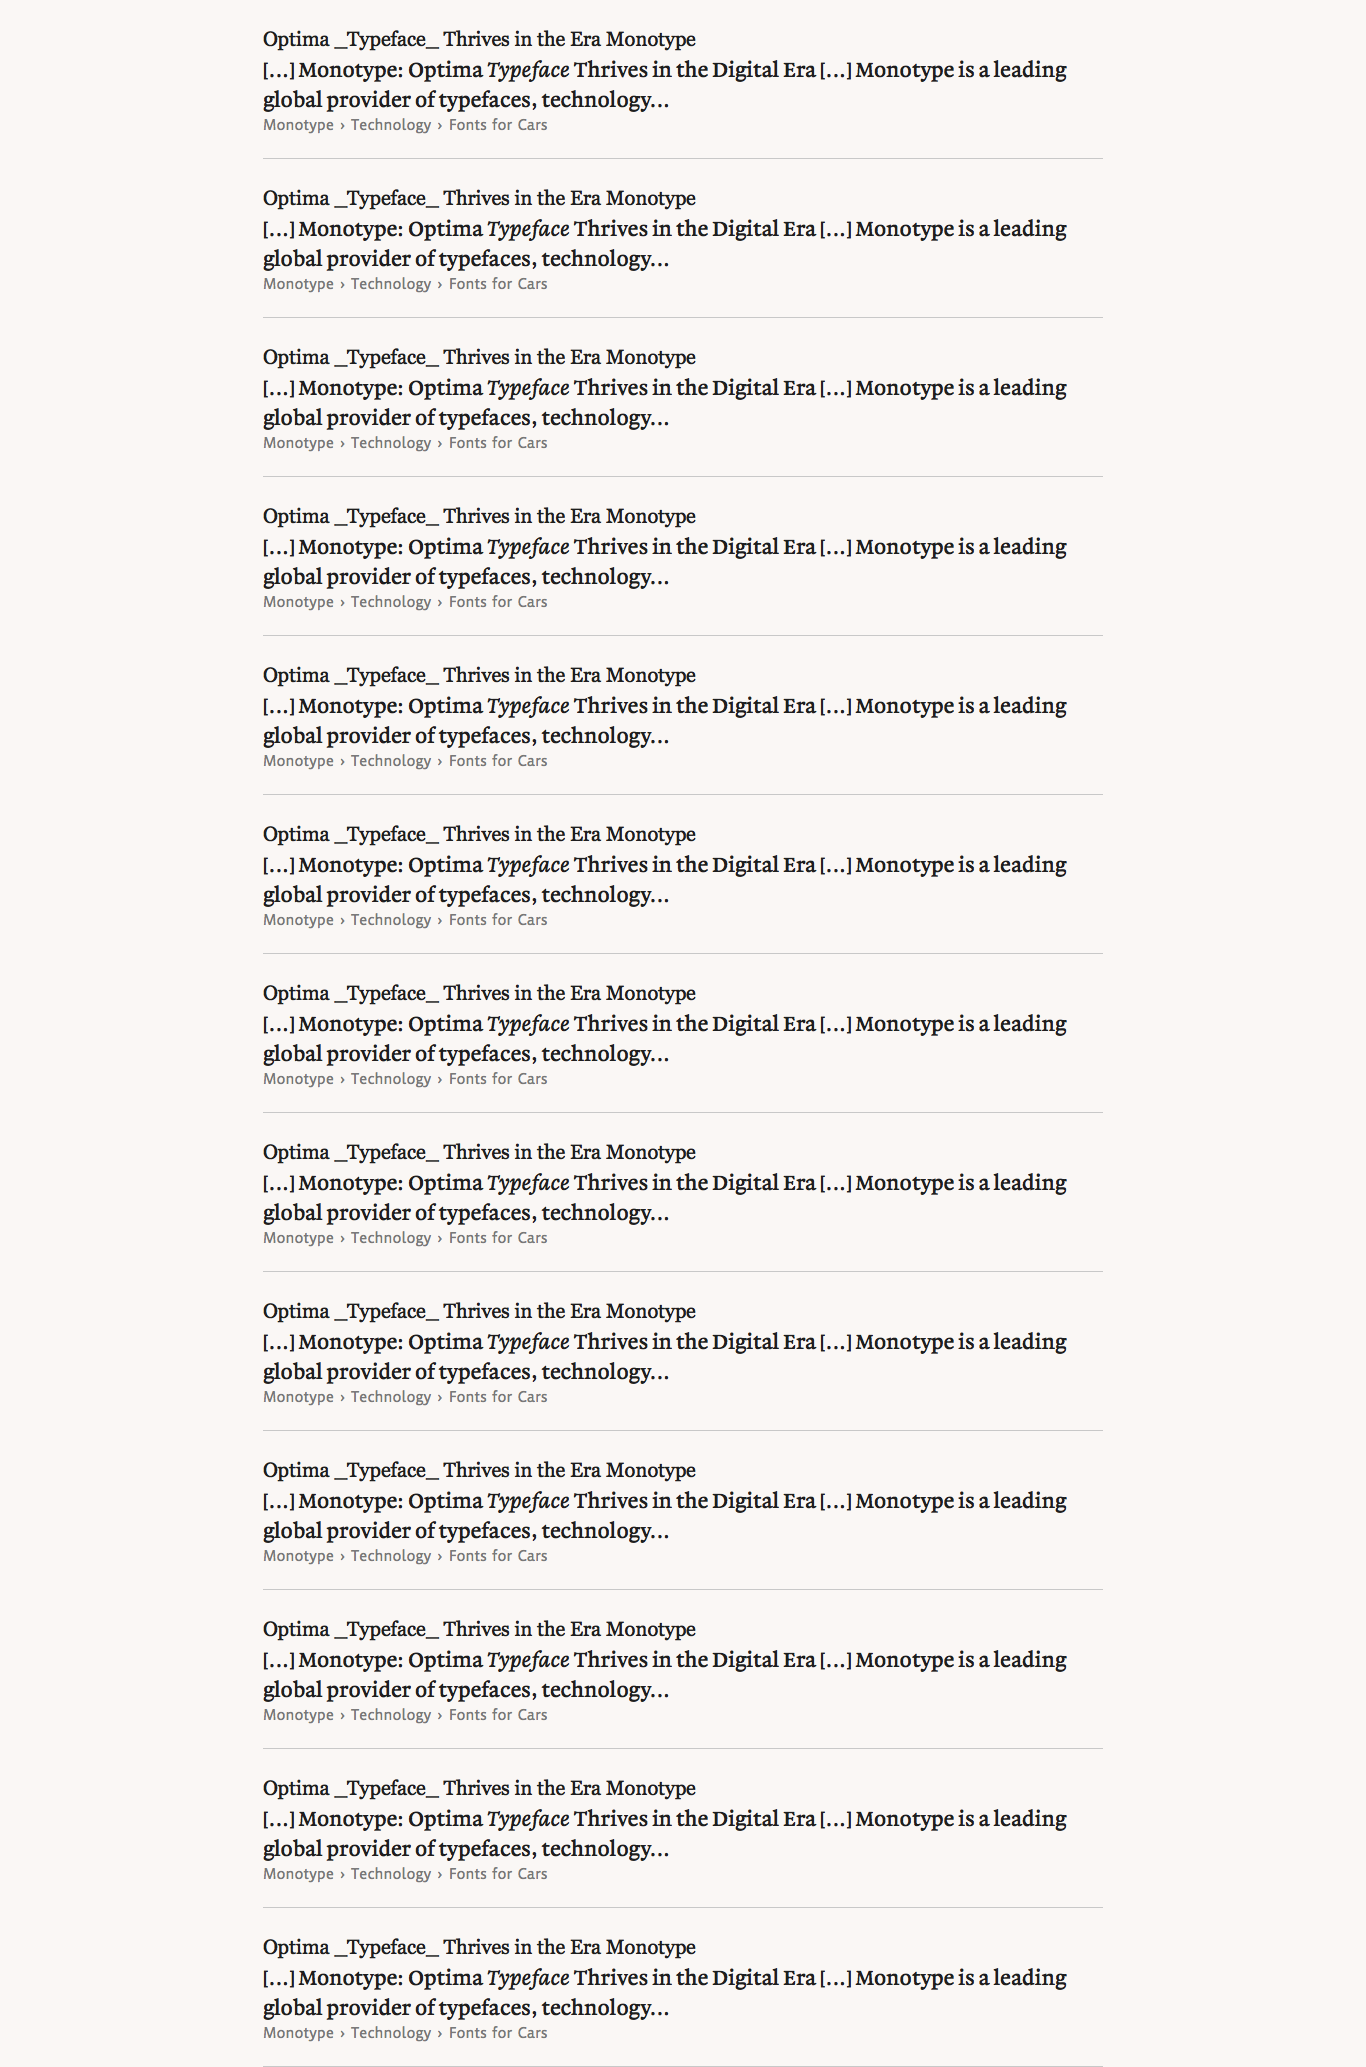 Optima _Typeface_ Thrives in the Era Monotype
[…] Monotype: Optima Typeface Thrives in the Digital Era […] Monotype is a leading
global provider of typefaces, technology…
Monotype › Technology › Fonts for Cars
Optima _Typeface_ Thrives in the Era Monotype
[…] Monotype: Optima Typeface Thrives in the Digital Era […] Monotype is a leading
global provider of typefaces, technology…
Monotype › Technology › Fonts for Cars
Optima _Typeface_ Thrives in the Era Monotype
[…] Monotype: Optima Typeface Thrives in the Digital Era […] Monotype is a leading
global provider of typefaces, technology…
Monotype › Technology › Fonts for Cars
Optima _Typeface_ Thrives in the Era Monotype
[…] Monotype: Optima Typeface Thrives in the Digital Era […] Monotype is a leading
global provider of typefaces, technology…
Monotype › Technology › Fonts for Cars
Optima _Typeface_ Thrives in the Era Monotype
[…] Monotype: Optima Typeface Thrives in the Digital Era […] Monotype is a leading
global provider of typefaces, technology…
Monotype › Technology › Fonts for Cars
Optima _Typeface_ Thrives in the Era Monotype
[…] Monotype: Optima Typeface Thrives in the Digital Era […] Monotype is a leading
global provider of typefaces, technology…
Monotype › Technology › Fonts for Cars
Optima _Typeface_ Thrives in the Era Monotype
[…] Monotype: Optima Typeface Thrives in the Digital Era […] Monotype is a leading
global provider of typefaces, technology…
Monotype › Technology › Fonts for Cars
Optima _Typeface_ Thrives in the Era Monotype
[…] Monotype: Optima Typeface Thrives in the Digital Era […] Monotype is a leading
global provider of typefaces, technology…
Monotype › Technology › Fonts for Cars
Optima _Typeface_ Thrives in the Era Monotype
[…] Monotype: Optima Typeface Thrives in the Digital Era […] Monotype is a leading
global provider of typefaces, technology…
Monotype › Technology › Fonts for Cars
Optima _Typeface_ Thrives in the Era Monotype
[…] Monotype: Optima Typeface Thrives in the Digital Era […] Monotype is a leading
global provider of typefaces, technology…
Monotype › Technology › Fonts for Cars
Optima _Typeface_ Thrives in the Era Monotype
[…] Monotype: Optima Typeface Thrives in the Digital Era […] Monotype is a leading
global provider of typefaces, technology…
Monotype › Technology › Fonts for Cars
Optima _Typeface_ Thrives in the Era Monotype
[…] Monotype: Optima Typeface Thrives in the Digital Era […] Monotype is a leading
global provider of typefaces, technology…
Monotype › Technology › Fonts for Cars
Optima _Typeface_ Thrives in the Era Monotype
[…] Monotype: Optima Typeface Thrives in the Digital Era […] Monotype is a leading
global provider of typefaces, technology…
Monotype › Technology › Fonts for Cars